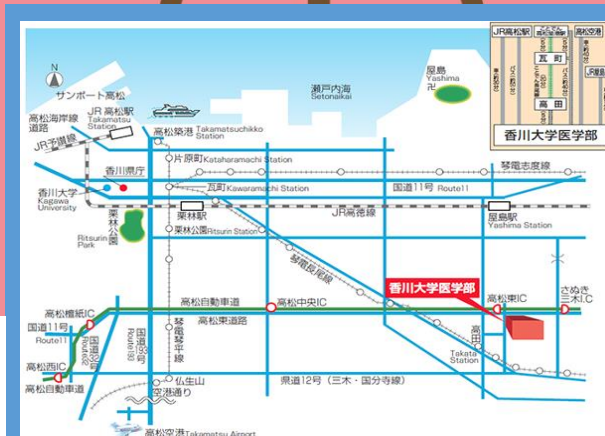 JR高松駅
高松空港
瓦町
高田
香川大学医学部
N
サンポート高松
高松海岸線
道路
JR高松駅
Takamatsu
Station
JR予讃線
瀬戸内海
Setonaikai
屋島
Yashima
高松築港 Takamatsuchikko
Station
片原町 Kataharamachi Station
琴電志度線
香川県庁
香川大学
Kagawa
University
瓦町 Kawaramachi Station
国道11号 Route11
栗林駅
JR高徳線
屋島駅
Yashima Station
栗林公園
Ritsurin
Park
栗林公園 Ritsurin Station
琴電長尾線
香川大学医学部
高松自動車道
高松中央IC
高松東IC
さぬき
三木I.C
高松檀紙IC
高松東道路
国道11号
Route11
国道32号
Route32
国道193号
Route193
琴電琴平線
高田
Takata
Station
高松西IC
高松自動車道
仏生山
空港通り
県道12号(三木・国分寺線)
高松空港 Takamatsu Airport